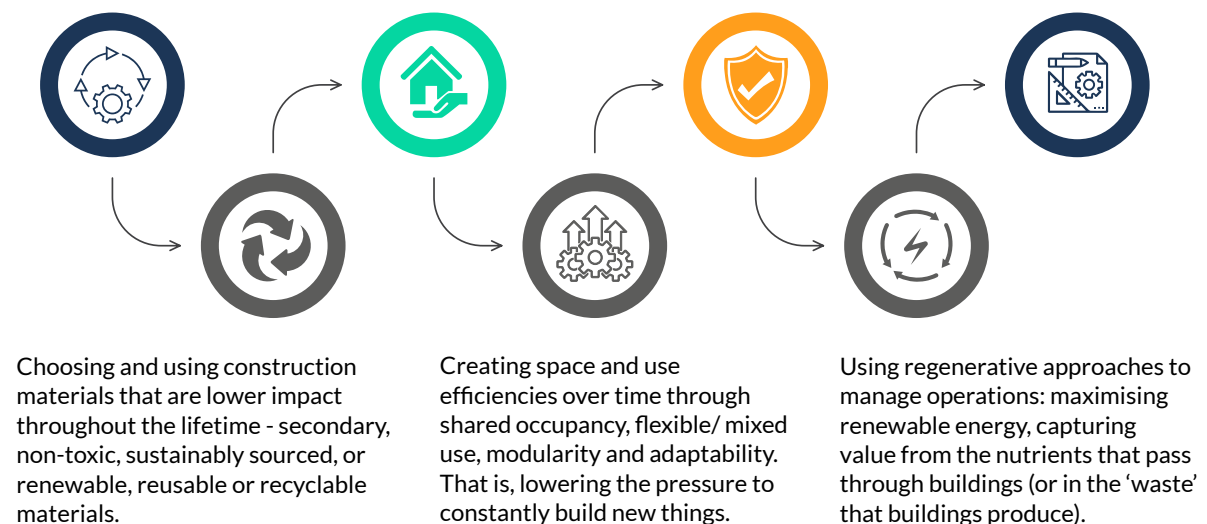 Choosing and using construction
materials that are lower impact
throughout the lifetime - secondary,
non-toxic, sustainably sourced, or
renewable, reusable or recyclable
materials.
Creating space and use
efficiencies over time through
shared occupancy, flexible/ mixed
use, modularity and adaptability.
That is, lowering the pressure to
constantly build new things.
Using regenerative approaches to
manage operations: maximising
renewable energy, capturing
value from the nutrients that pass
through buildings (or in the ‘waste’
that buildings produce).